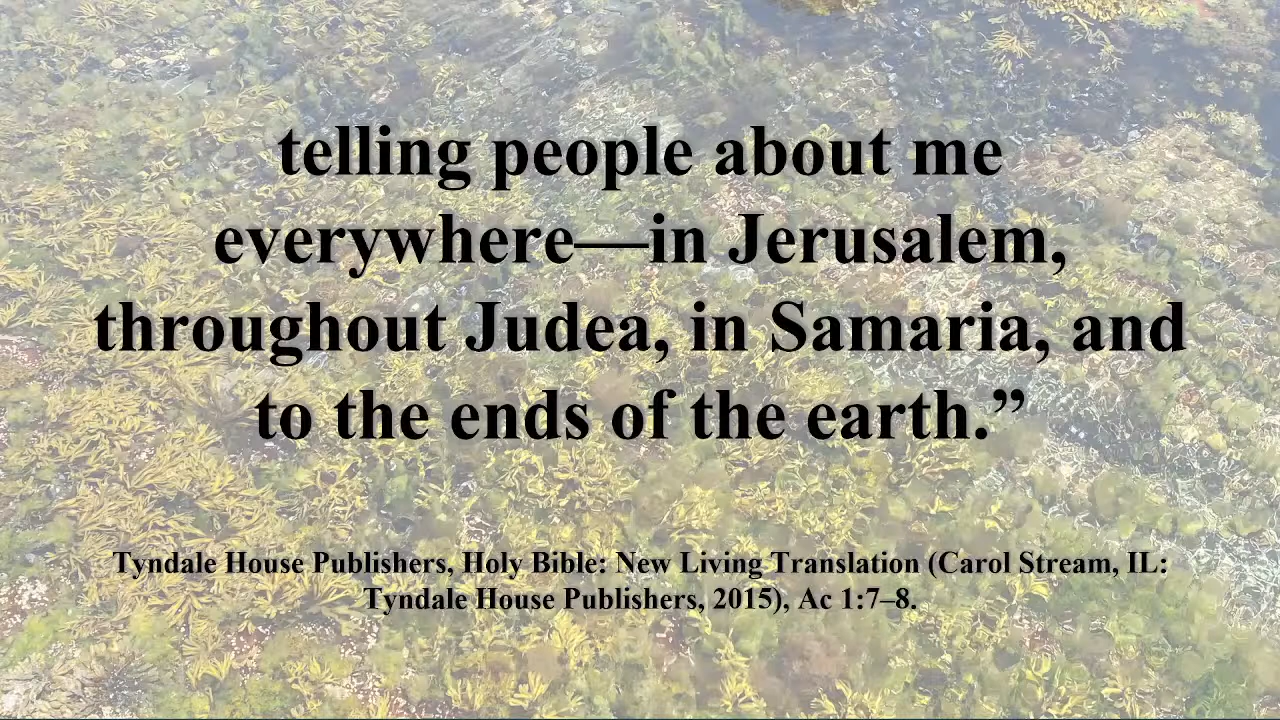 telling people about me
everywhere—in Jerusalem,
throughout Judea, in Samaria, and
to the ends of the earth.”
Tyndale House Publishers, Holy Bible: New Living Translation (Carol Stream, IL:
Tyndale House Publishers, 2015), Ac 1:7–8.